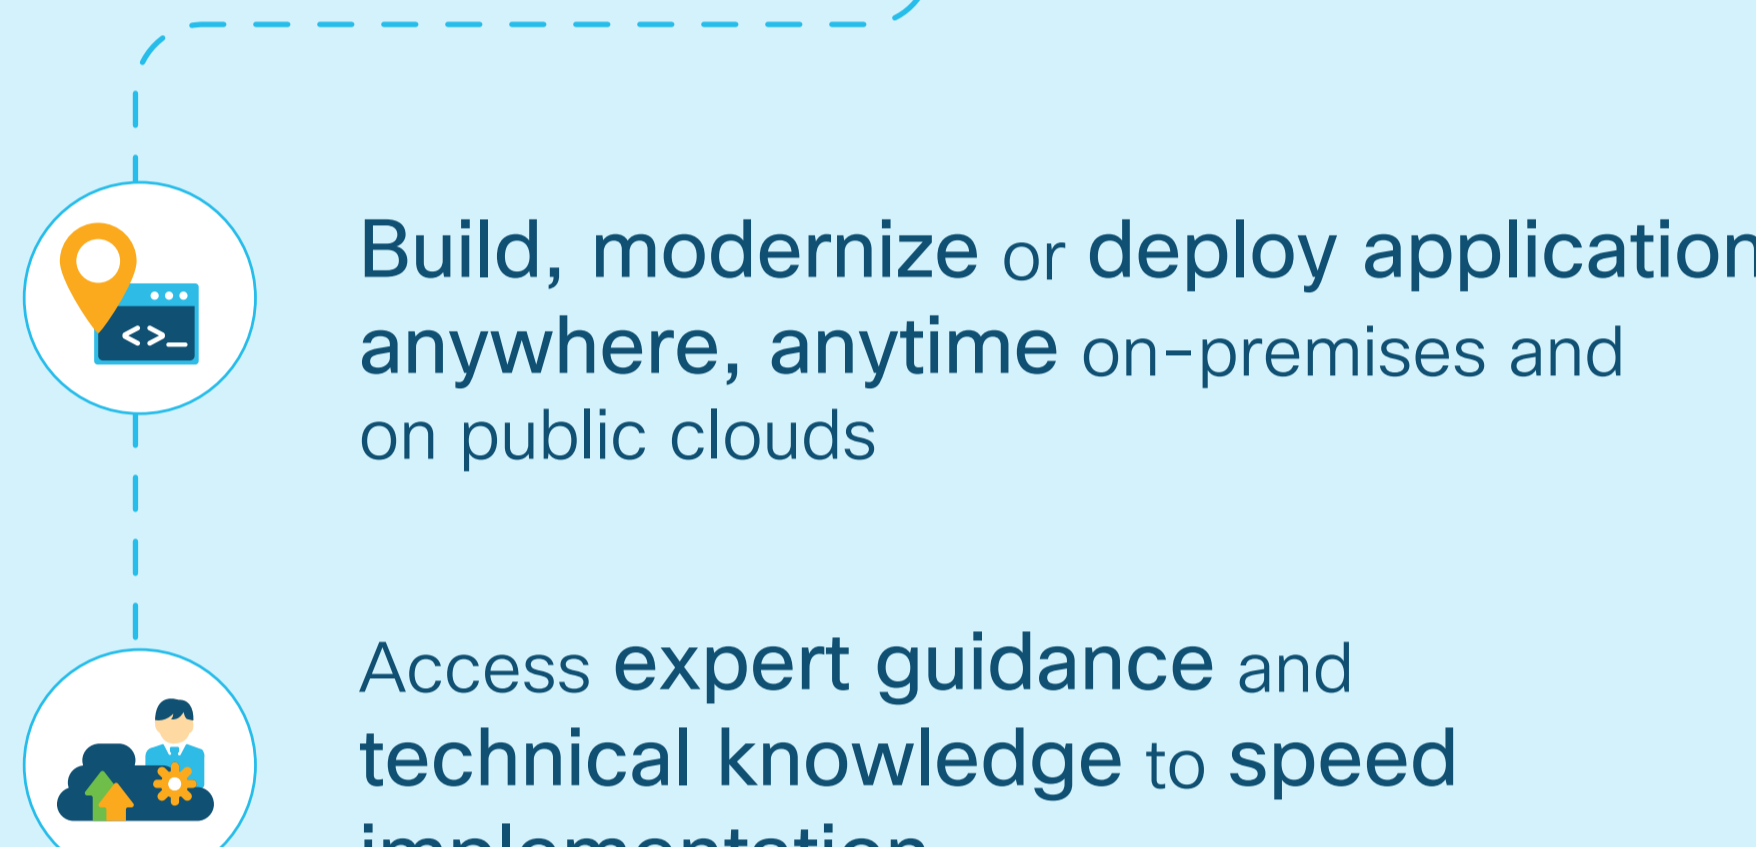 Build, modernize or deploy application
anywhere, anytime on-premises and
on public clouds
<>_
Access expert guidance and
technical knowledge to speed
implementation